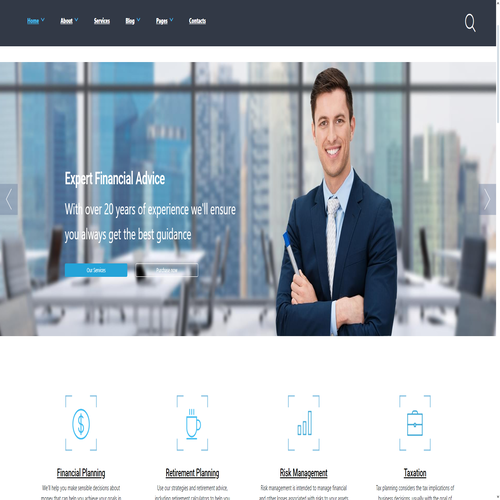 Home About Services Blog Pages Contacts
Expert Financial Advice
With over 20 years of experience we'll ensure
you always get the best guidance
Our Services Purchase now
Financial Planning Retirement Planning Risk Management Taxation
We'll help you make sensible decisions about
money that can help you achieve your goals in
Use our strategies and retirement advice,
including retirement calculators to help you
Risk management is intended to manage financial
and other losses associated with risks to your assets
Tax planning considers the tax implications of
business decisions, usually with the goal of